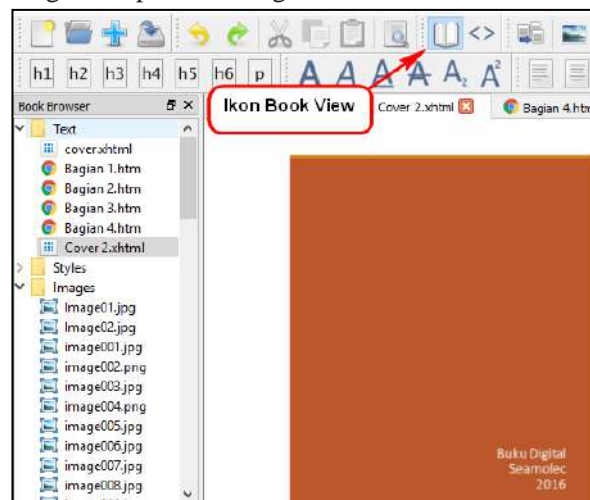 h1 h2 h3 h4 h5 h6 p A A A A A₂ A²
Book Browser
Ikon Book View
Cover 2.xhtml
Bagian 4.htm
Text
cover.xhtml
Bagian 1.htm
Bagian 2.htm
Bagian 3.htm
Bagian 4.htm
Cover 2.xhtml
Styles
Images
Image01.jpg
Image02.jpg
image001.jpg
image002.png
image003.jpg
image004.png
image005.jpg
image006.jpg
image007.jpg
image008.jpg
Buku Digital
Seamolec
2016